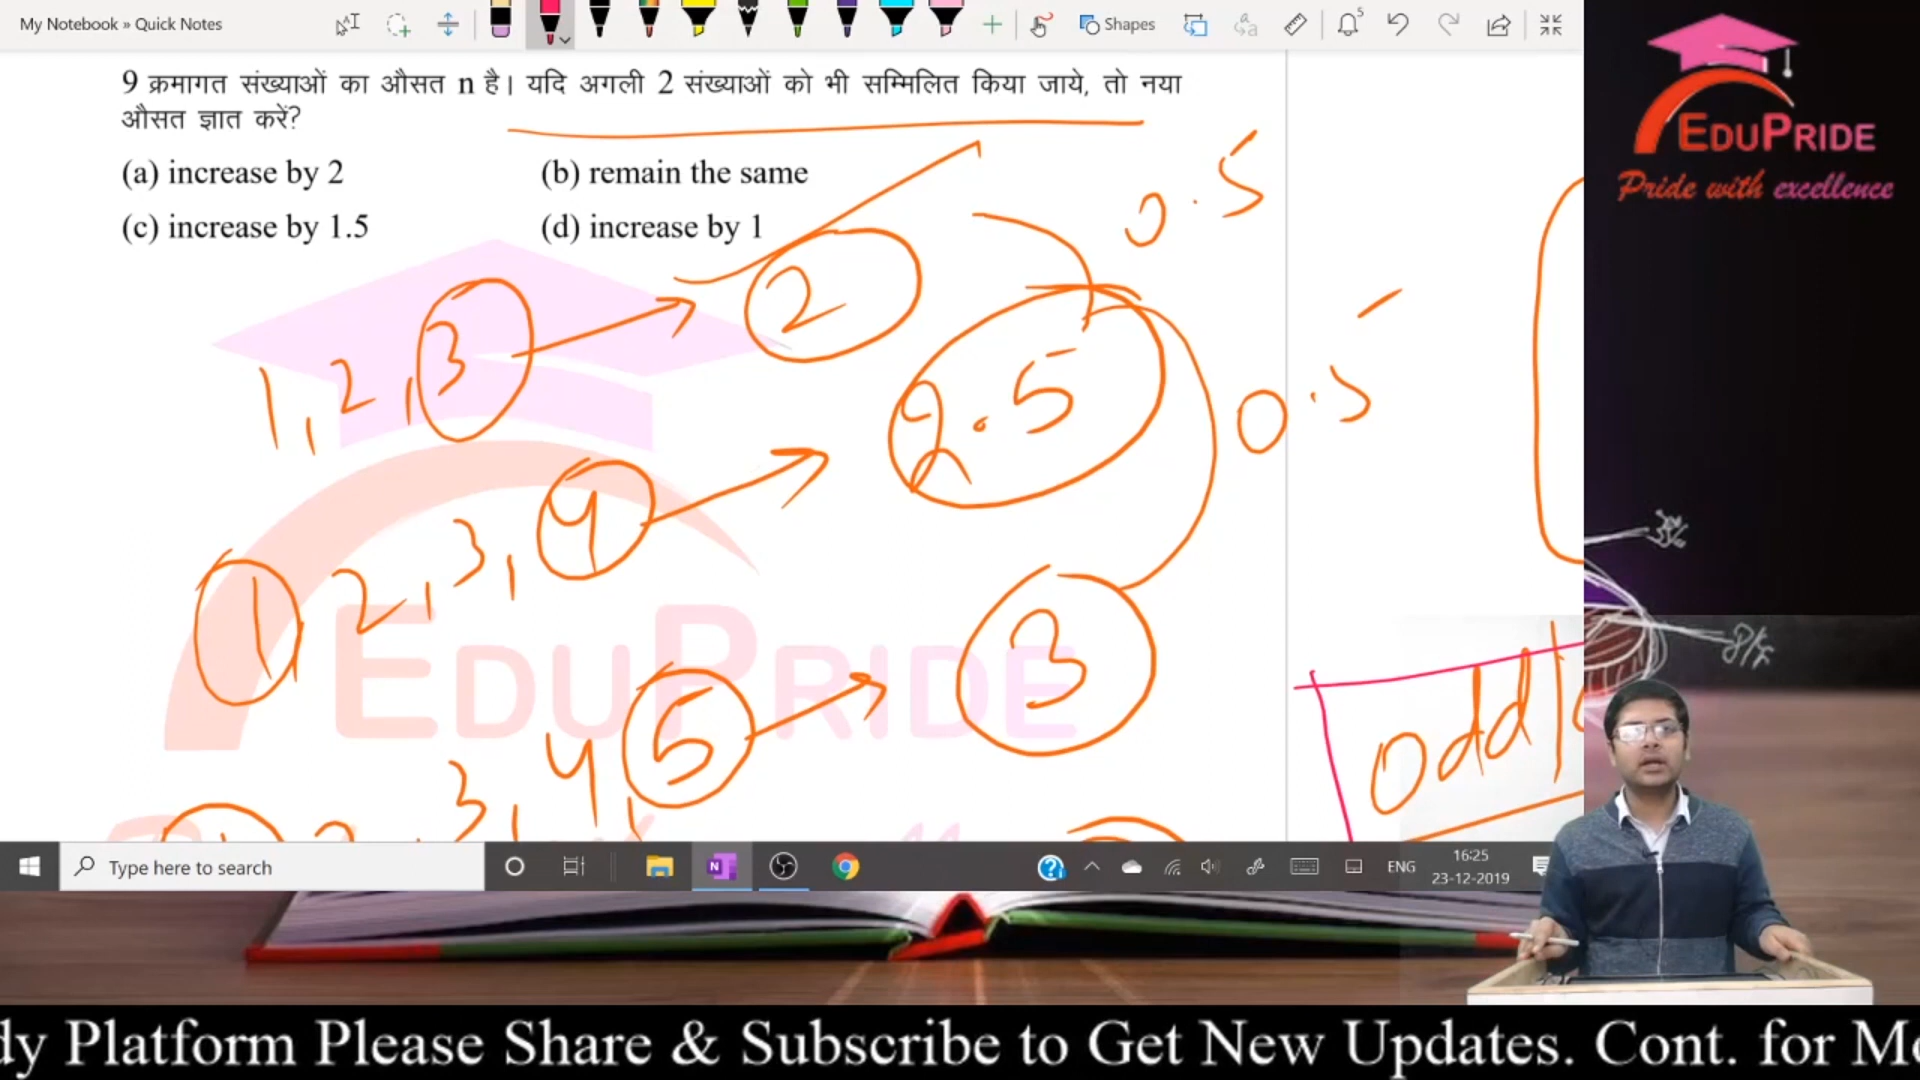 My Notebook » Quick Notes
Shapes
5
9 क्रमागत संख्याओं का औसत n है। यदि अगली 2 संख्याओं को भी सम्मिलित किया जाये, तो नया
औसत ज्ञात करें?
(a) increase by 2
(b) remain the same
(c) increase by 1.5
(d) increase by 1
EDUPRIDE
Pride with excellence
0.5
1, 2, 3
2
2.5
0.5
1 2, 3, 4
3
3, 4, 5
EDUPRIDE
odd
Type here to search
ENG
16:25
23-12-2019
dy Platform Please Share & Subscribe to Get New Updates. Cont. for Mo